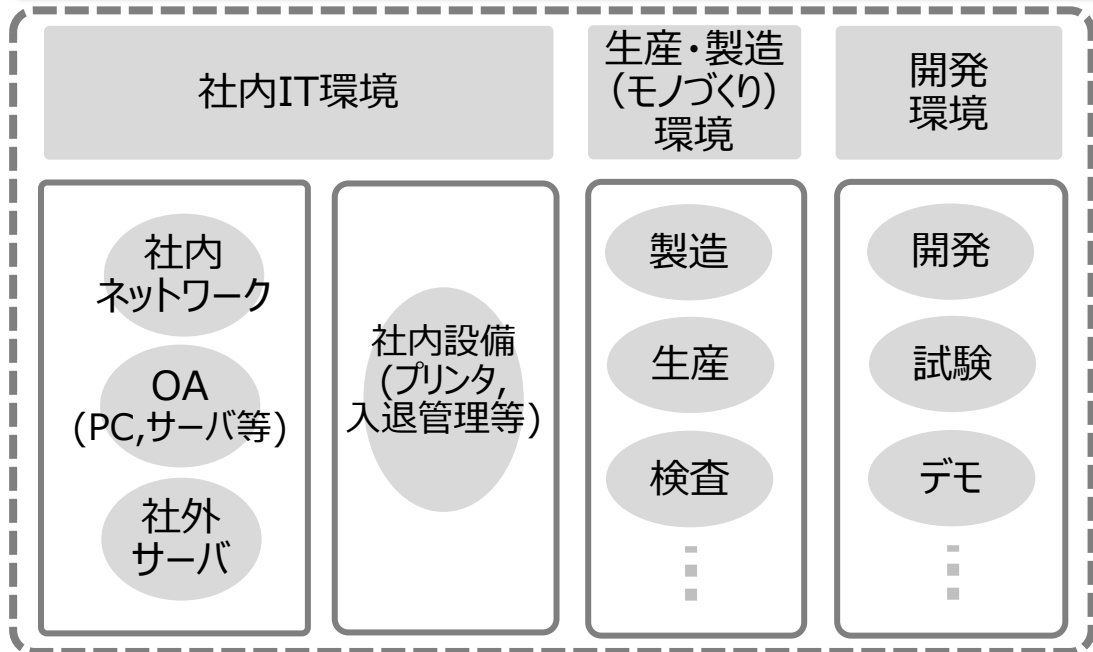 社内IT環境
生産・製造
(モノづくり)
環境
開発
環境
社内
ネットワーク
OA
(PC,サーバ等)
社外
サーバ
社内設備
(プリンタ,
入退管理等)
製造
生産
検査
開発
試験
デモ